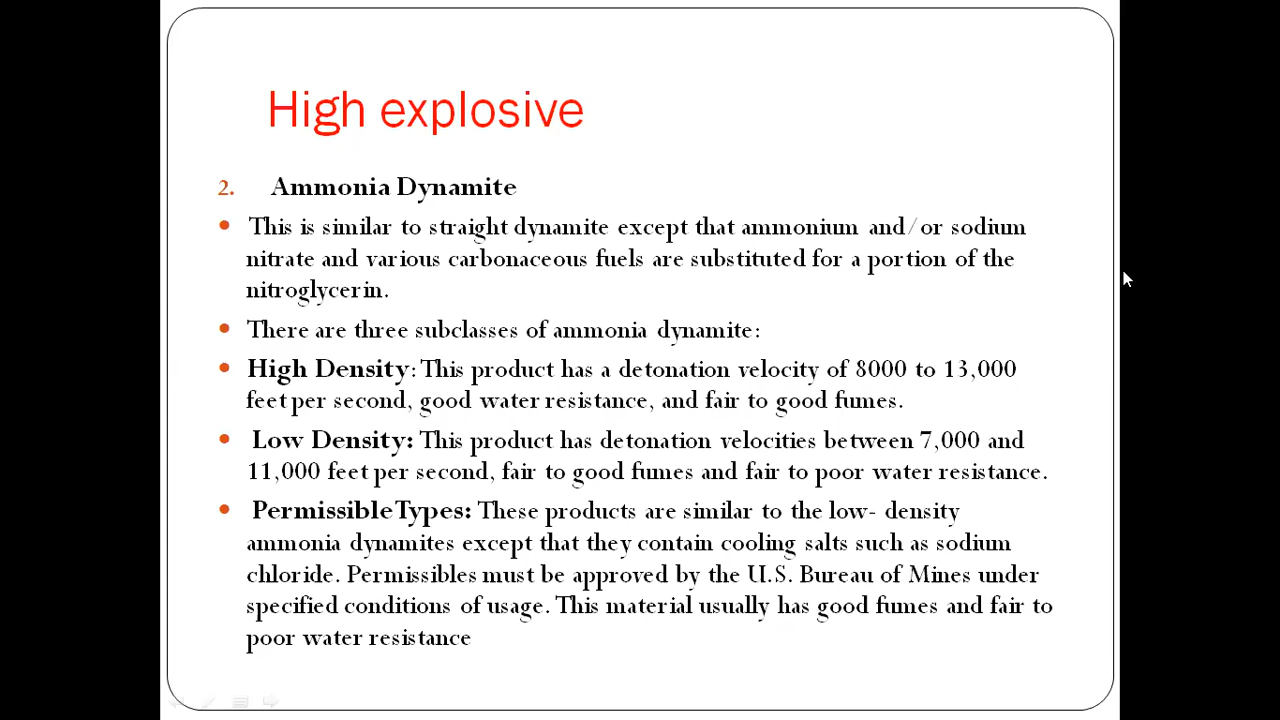 High explosive
2. Ammonia Dynamite
• This is similar to straight dynamite except that ammonium and/or sodium
nitrate and various carbonaceous fuels are substituted for a portion of the
nitroglycerin.
• There are three subclasses of ammonia dynamite:
• High Density: This product has a detonation velocity of 8000 to 13,000
feet per second, good water resistance, and fair to good fumes.
• Low Density: This product has detonation velocities between 7,000 and
11,000 feet per second, fair to good fumes and fair to poor water resistance.
• Permissible Types: These products are similar to the low- density
ammonia dynamites except that they contain cooling salts such as sodium
chloride. Permissibles must be approved by the U.S. Bureau of Mines under
specified conditions of usage. This material usually has good fumes and fair to
poor water resistance